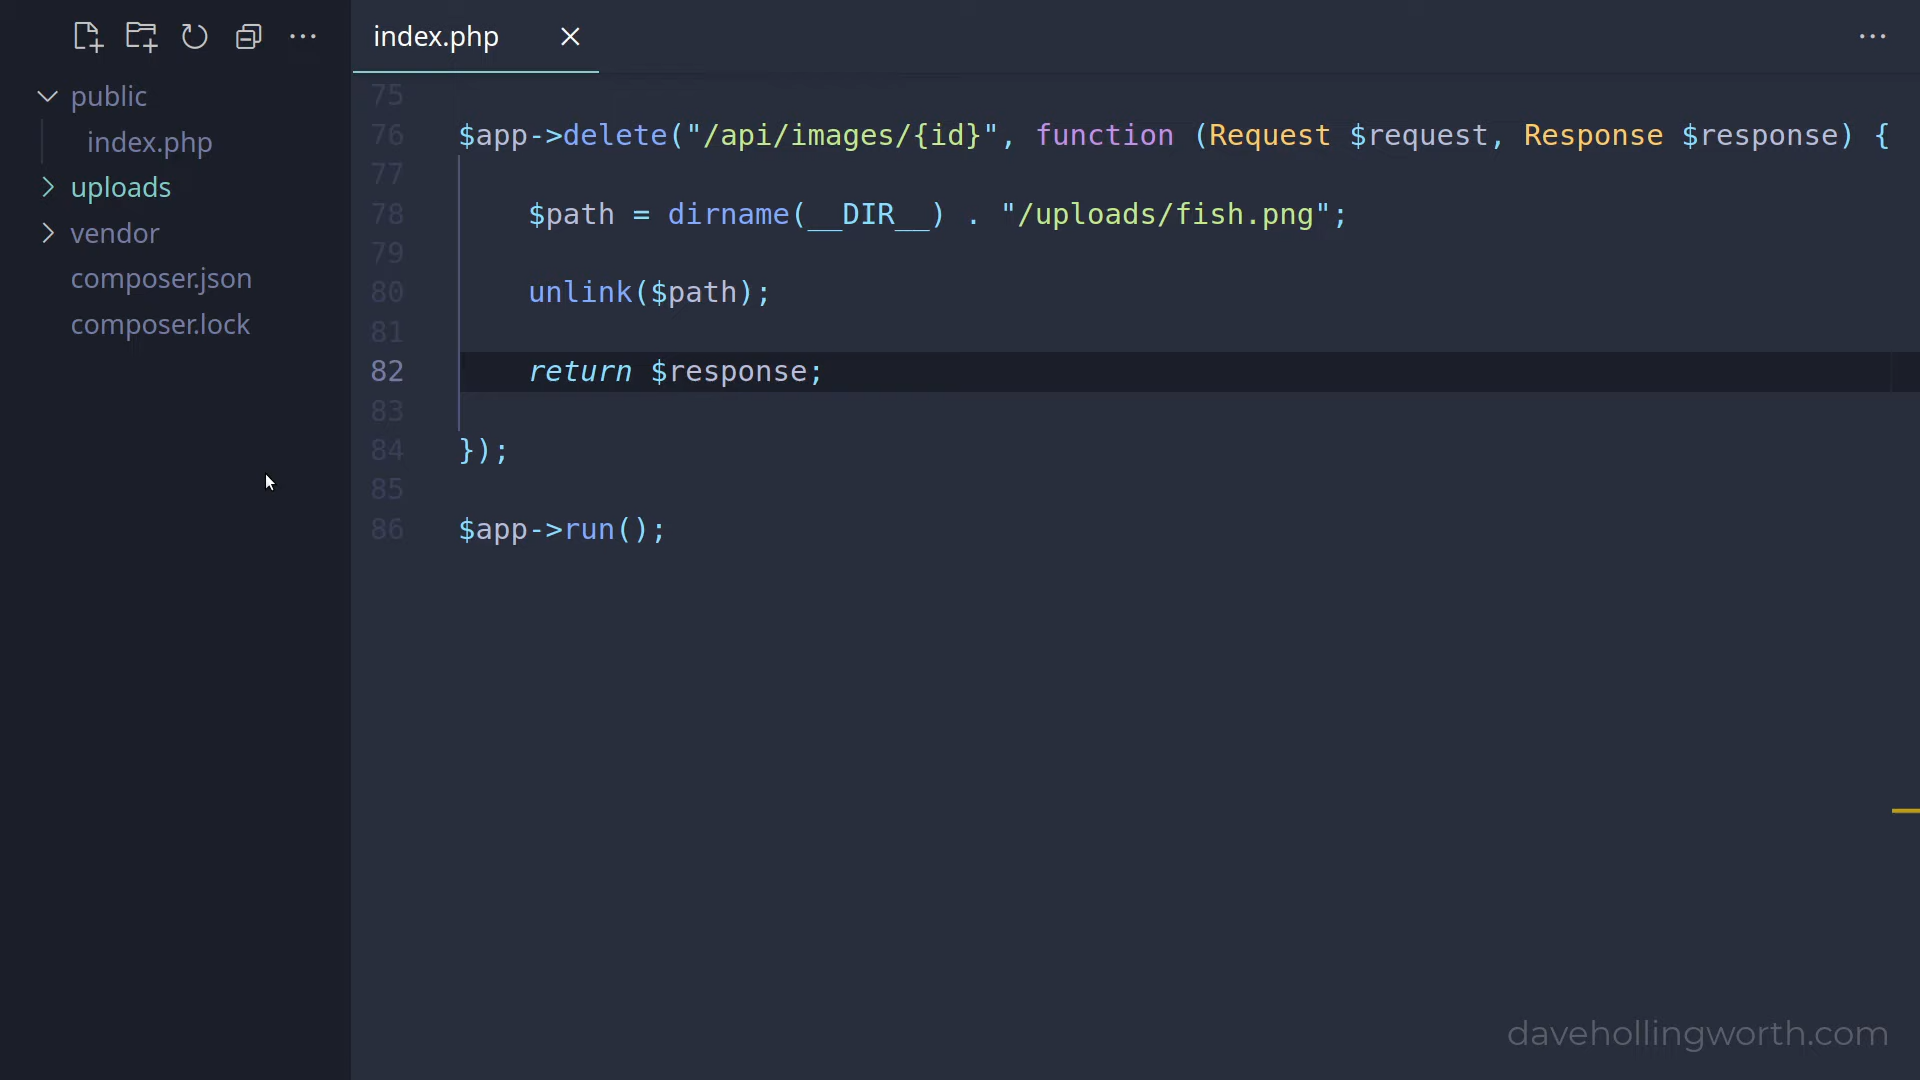 index.php
public
index.php
uploads
vendor
composer.json
composer.lock
75
76 $app->delete("/api/images/{id}", function (Request $request, Response $response) {
77
78 $path = dirname(__DIR__) . "/uploads/fish.png";
79
80 unlink($path);
81
82 return $response;
83
84 });
85
86 $app->run();
davehollingworth.com